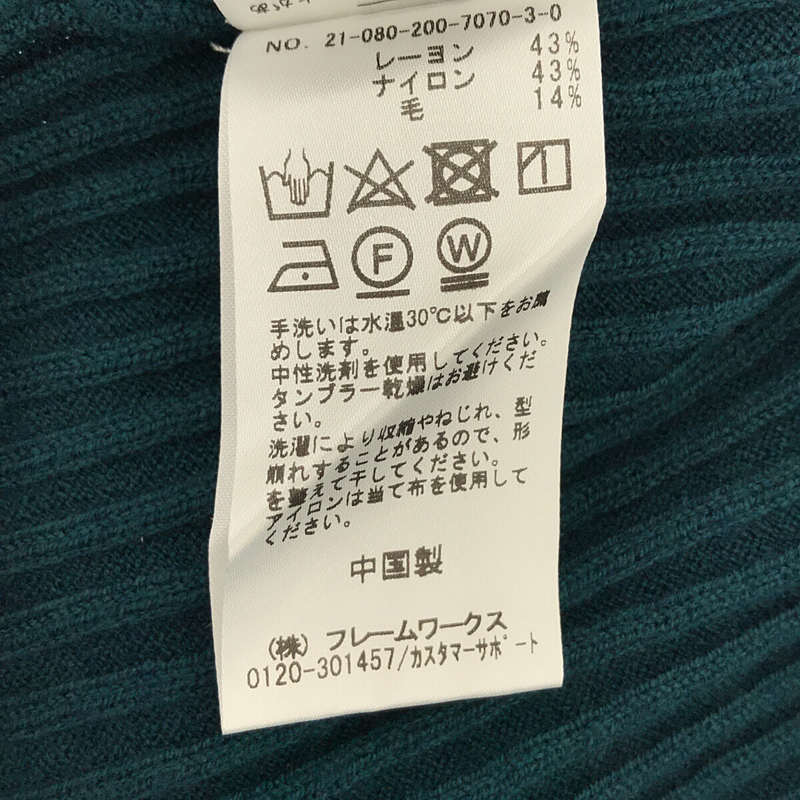 NO. 21-080-200-7070-3-0
レーヨン 43%
ナイロン 43%
毛 14%
F W
手洗いは水温30℃以下をお勧
めします。
中性洗剤を使用してください。
タンブラー乾燥はお避けくだ
さい。
洗濯により収縮やねじれ、型
崩れすることがあるので、形
を整えて干してください。
アイロンは当て布を使用して
ください。
中国製
(株) フレームワークス
0120-301457/カスタマーサポート